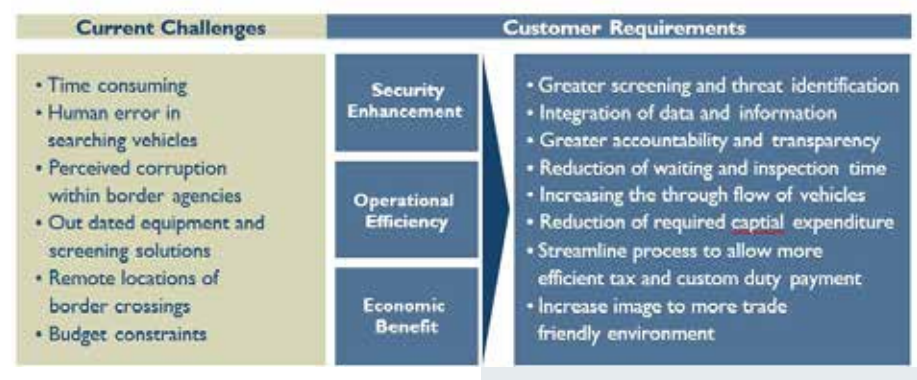 Current Challenges
Customer Requirements
• Time consuming
• Human error in
searching vehicles
• Perceived corruption
within border agencies
• Out dated equipment and
screening solutions
• Remote locations of
border crossings
• Budget constraints
Security
Enhancement
Operational
Efficiency
Economic
Benefit
• Greater screening and threat identification
• Integration of data and information
• Greater accountability and transparency
• Reduction of waiting and inspection time
• Increasing the through flow of vehicles
• Reduction of required captial expenditure
• Streamline process to allow more
efficient tax and custom duty payment
• Increase image to more trade
friendly environment